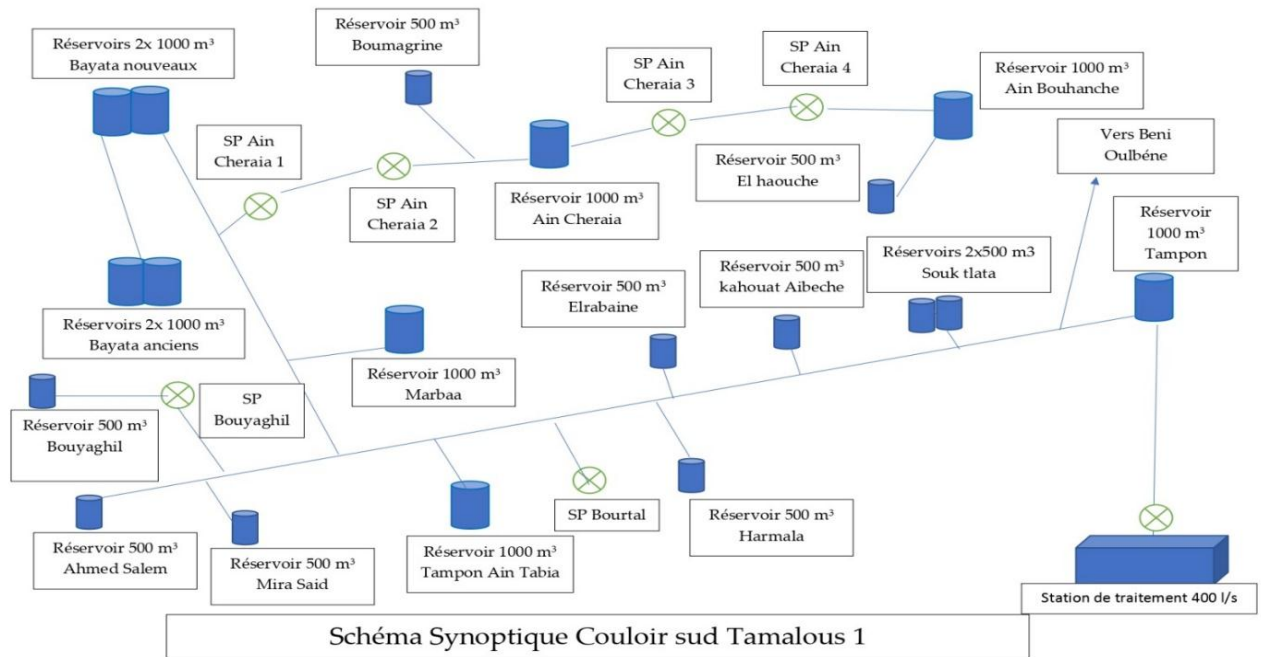 Réservoirs 2x 1000 m³
Bayata nouveaux
Réservoir 500 m³
Boumagrine
SP Ain
Cheraia 3
SP Ain
Cheraia 4
Réservoir 1000 m³
Ain Bouhanche
SP Ain
Cheraia 1
SP Ain
Cheraia 2
Réservoir 1000 m³
Ain Cheraia
Réservoir 500 m³
El haouche
Vers Beni
Oulbéne
Réservoir
1000 m³
Tampon
Réservoirs 2x 1000 m³
Bayata anciens
Réservoir 500 m³
Elrabaine
Réservoir 500 m³
kahouat Aibeche
Réservoirs 2x500 m3
Souk tlata
Réservoir 1000 m³
Marbaa
SP
Bouyaghil
Réservoir 500 m³
Bouyaghil
Réservoir 500 m³
Ahmed Salem
Réservoir 500 m³
Mira Said
Réservoir 1000 m³
Tampon Ain Tabia
SP Bourtal
Réservoir 500 m³
Harmala
Station de traitement 400 l/s
Schéma Synoptique Couloir sud Tamalous 1